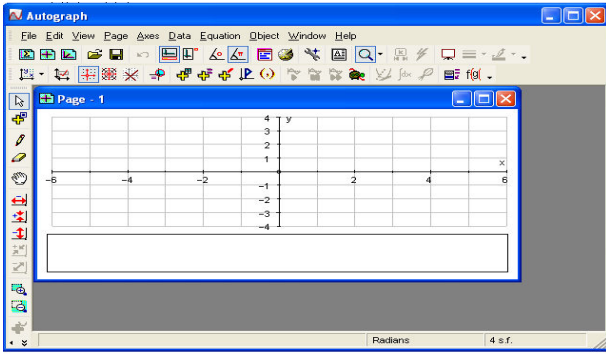 Autograph
File Edit View Page Axes Data Equation Object Window Help
f(g(
Page - 1
4 y
3
2
1
x
-6 -4 -2 2 4 6
-1
-2
-3
-4
Radians 4 s.f.